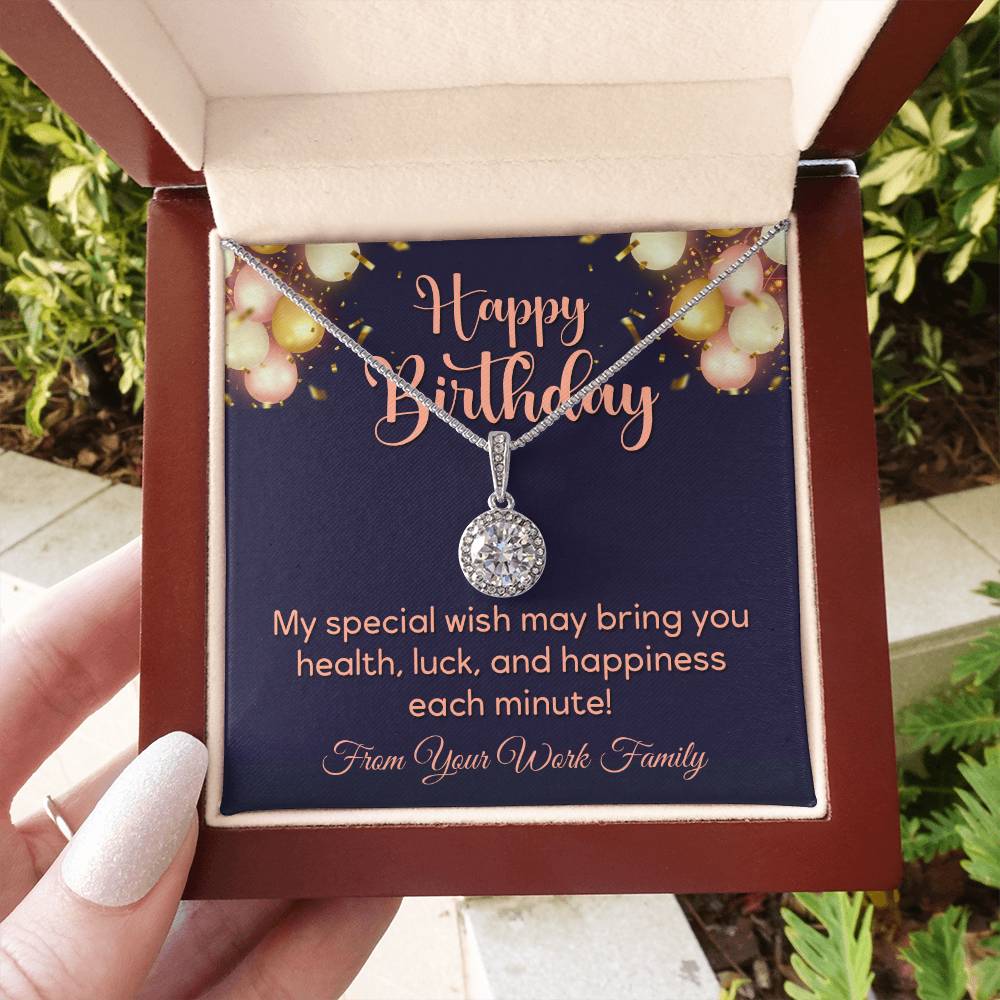 Happy
Birthday
My special wish may bring you
health, luck, and happiness
each minute!
From Your Work Family